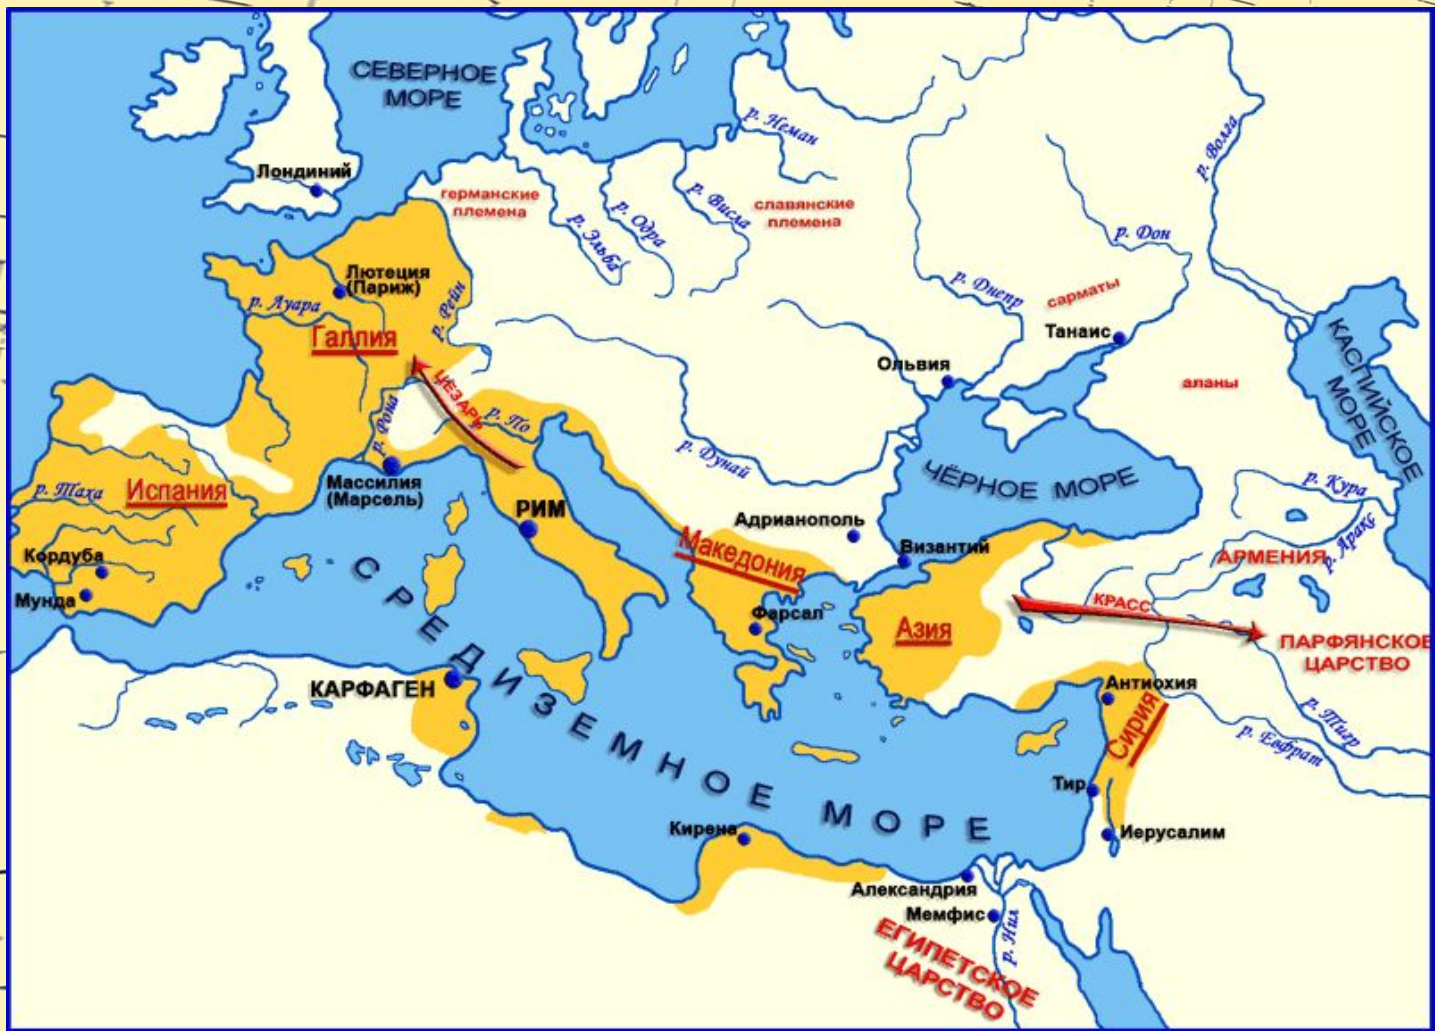 СЕВЕРНОЕ
МОРЕ
р. Неман
р. Волга
Лондиний
германские
племена
р. Эльба
р. Одра
р. Висла
славянские
племена
р. Дон
Лютеция
(Париж)
р. Луара
р. Рейн
Галлия
р. Днепр
сарматы
Танаис
Ольвия
аланы
КАСПИЙСКОЕ
МОРЕ
ЦЕЗАРЬ
р. Рона
р. По
р. Дунай
ЧЁРНОЕ МОРЕ
р. Кура
р. Аракс
р. Таха
Испания
Массилия
(Марсель)
РИМ
Адрианополь
Византий
Македония
АРМЕНИЯ
Кордуба
Мунда
Фарсал
Азия
КРАСС
ПАРФЯНСКОЕ
ЦАРСТВО
КАРФАГЕН
СРЕДИЗЕМНОЕ МОРЕ
Антиохия
Сирия
р. Тигр
р. Евфрат
Тир
Иерусалим
Кирена
Александрия
Мемфис
р. Нил
ЕГИПЕТСКОЕ
ЦАРСТВО